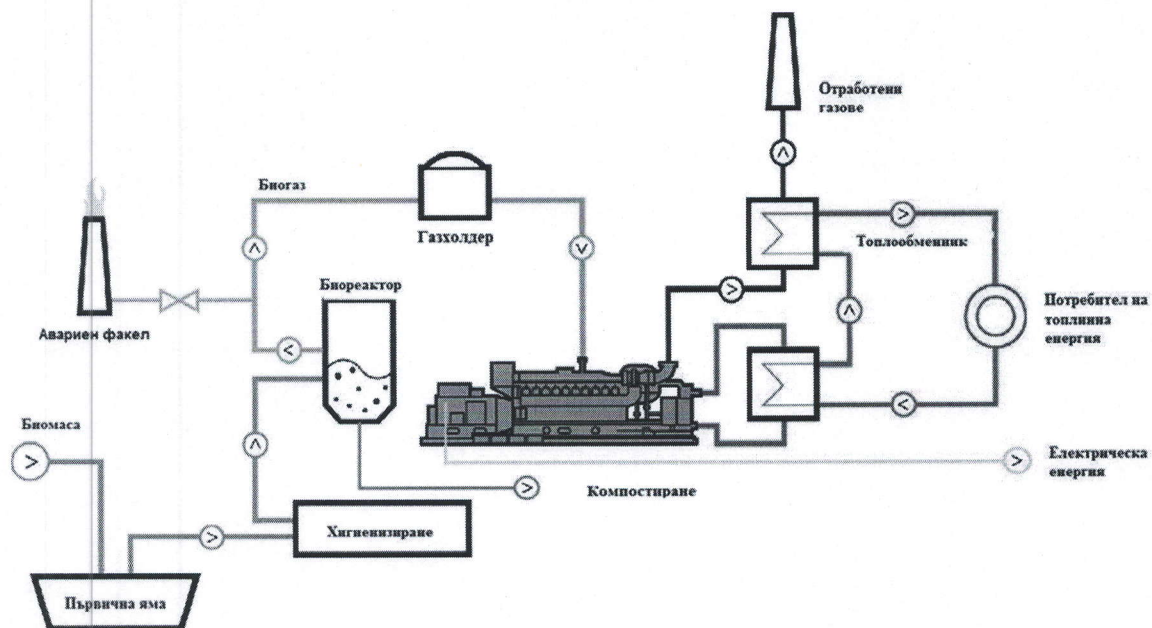 Отработени
газове
Биогаз
Газхолдер
Топлообменник
Биореактор
Потребител на
топлинна
енергия
Авариен факел
Биомаса
Електрическа
енергия
Компостиране
Хигиенизиране
Първична яма